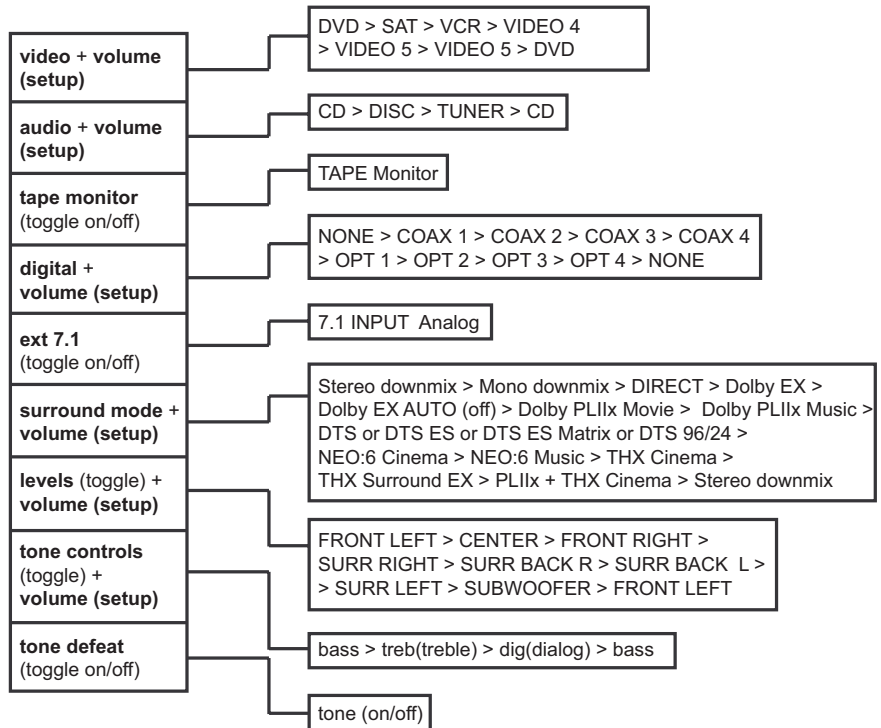 video + volume
(setup)
DVD > SAT > VCR > VIDEO 4
> VIDEO 5 > VIDEO 5 > DVD
audio + volume
(setup)
CD > DISC > TUNER > CD
tape monitor
(toggle on/off)
TAPE Monitor
digital +
volume (setup)
NONE > COAX 1 > COAX 2 > COAX 3 > COAX 4
> OPT 1 > OPT 2 > OPT 3 > OPT 4 > NONE
ext 7.1
(toggle on/off)
7.1 INPUT Analog
surround mode +
volume (setup)
Stereo downmix > Mono downmix > DIRECT > Dolby EX >
Dolby EX AUTO (off) > Dolby PLIIx Movie > Dolby PLIIx Music >
DTS or DTS ES or DTS ES Matrix or DTS 96/24 >
NEO:6 Cinema > NEO:6 Music > THX Cinema >
THX Surround EX > PLIIx + THX Cinema > Stereo downmix
levels (toggle) +
volume (setup)
FRONT LEFT > CENTER > FRONT RIGHT >
SURR RIGHT > SURR BACK R > SURR BACK L >
> SURR LEFT > SUBWOOFER > FRONT LEFT
tone controls
(toggle) +
volume (setup)
bass > treb(treble) > dig(dialog) > bass
tone defeat
(toggle on/off)
tone (on/off)